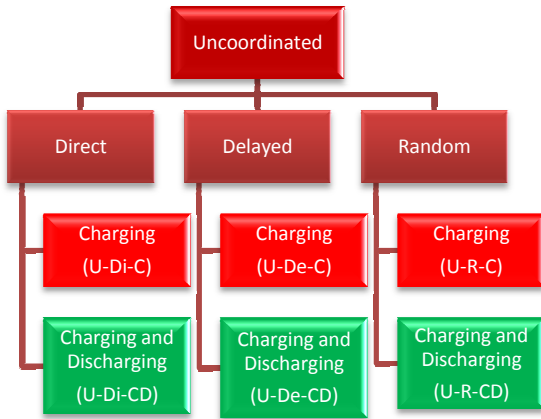 Uncoordinated
Direct
Delayed
Random
Charging
(U-Di-C)
Charging
(U-De-C)
Charging
(U-R-C)
Charging and
Discharging
(U-Di-CD)
Charging and
Discharging
(U-De-CD)
Charging and
Discharging
(U-R-CD)